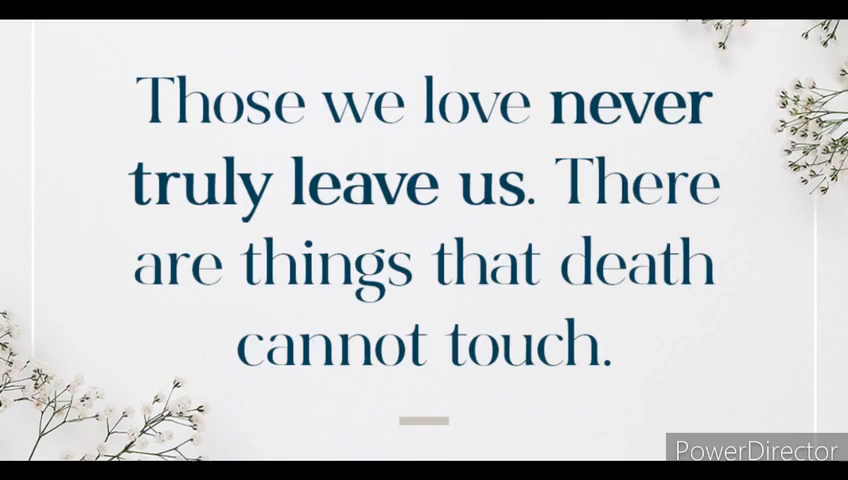 Those we love never
truly leave us. There
are things that death
cannot touch.
PowerDirector